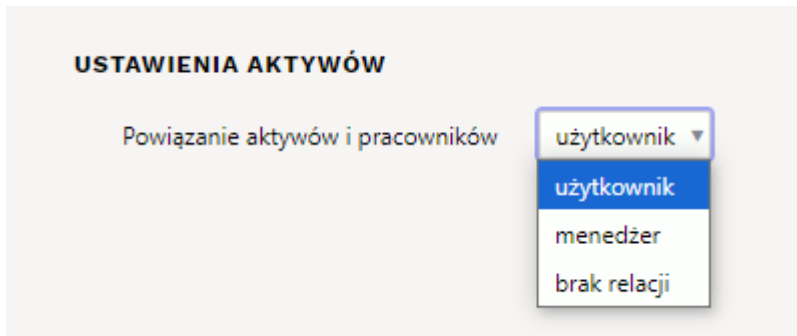 USTAWIENIA AKTYWÓW
Powiązanie aktywów i pracowników użytkownik
użytkownik
menedżer
brak relacji